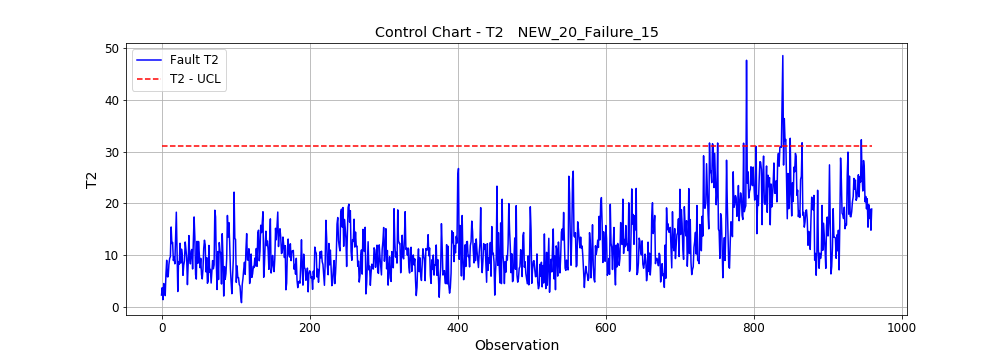 Control Chart - T2   NEW_20_Failure_15
Fault T2
T2 - UCL
50
40
30
20
10
0
T2
0 200 400 600 800 1000
Observation